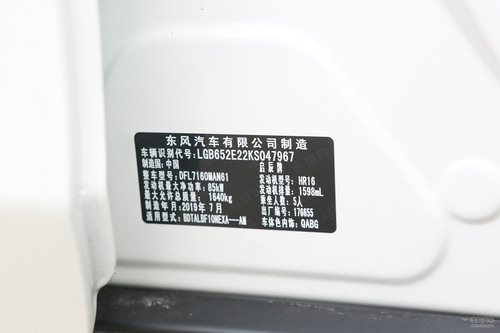 东风汽车有限公司制造
车辆识别代号:LGB652E22KS047967
制造国:中国 启辰牌
整车型号:DFL7160MAN61 发动机型号:HR16
发动机最大净功率:85kW 发动机排量:1598mL
最大允许总质量:1640kg 乘坐人数:5人
制造年月:2019年7月 出厂编号:176655
适用型式:BDTALBF10NEXA---AM 车体色内饰:QABG